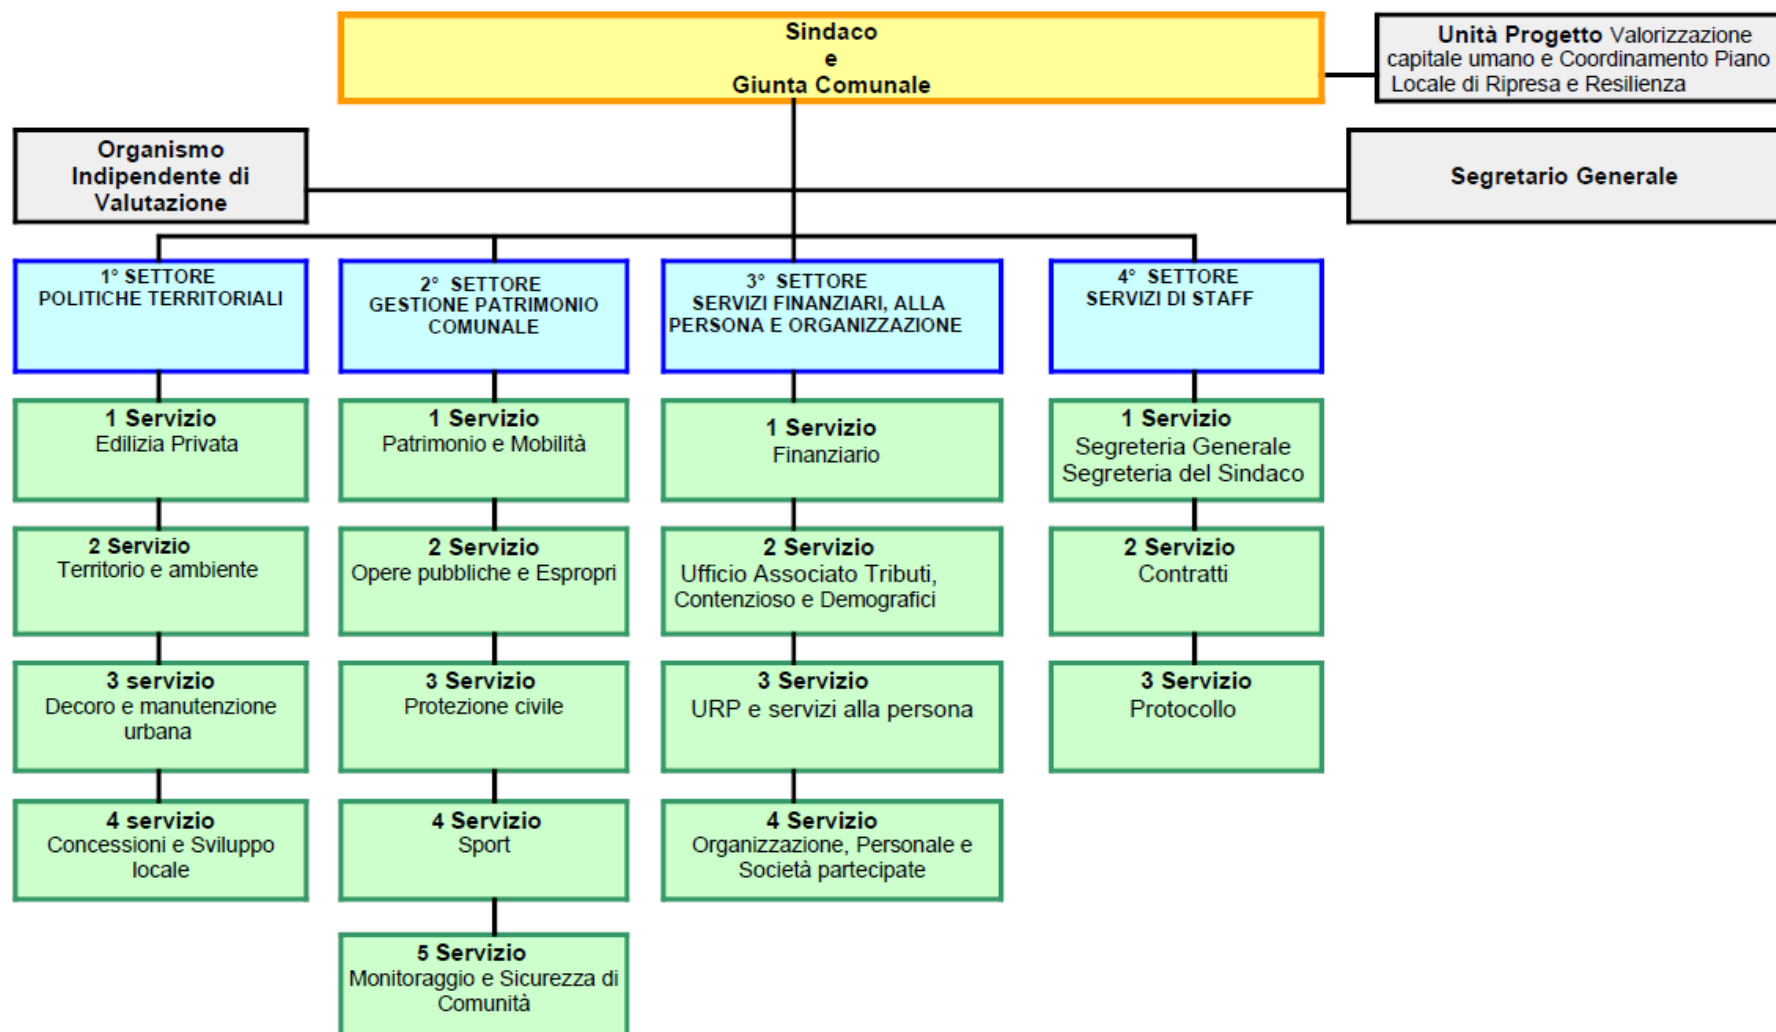 Sindaco
e
Giunta Comunale
Unità Progetto Valorizzazione
capitale umano e Coordinamento Piano
Locale di Ripresa e Resilienza
Organismo
Indipendente di
Valutazione
Segretario Generale
1° SETTORE
POLITICHE TERRITORIALI
2° SETTORE
GESTIONE PATRIMONIO
COMUNALE
3° SETTORE
SERVIZI FINANZIARI, ALLA
PERSONA E ORGANIZZAZIONE
4° SETTORE
SERVIZI DI STAFF
1 Servizio
Edilizia Privata
1 Servizio
Patrimonio e Mobilità
1 Servizio
Finanziario
1 Servizio
Segreteria Generale
Segreteria del Sindaco
2 Servizio
Territorio e ambiente
2 Servizio
Opere pubbliche e Espropri
2 Servizio
Ufficio Associato Tributi,
Contenzioso e Demografici
2 Servizio
Contratti
3 servizio
Decoro e manutenzione
urbana
3 Servizio
Protezione civile
3 Servizio
URP e servizi alla persona
3 Servizio
Protocollo
4 servizio
Concessioni e Sviluppo
locale
4 Servizio
Sport
4 Servizio
Organizzazione, Personale e
Società partecipate
5 Servizio
Monitoraggio e Sicurezza di
Comunità